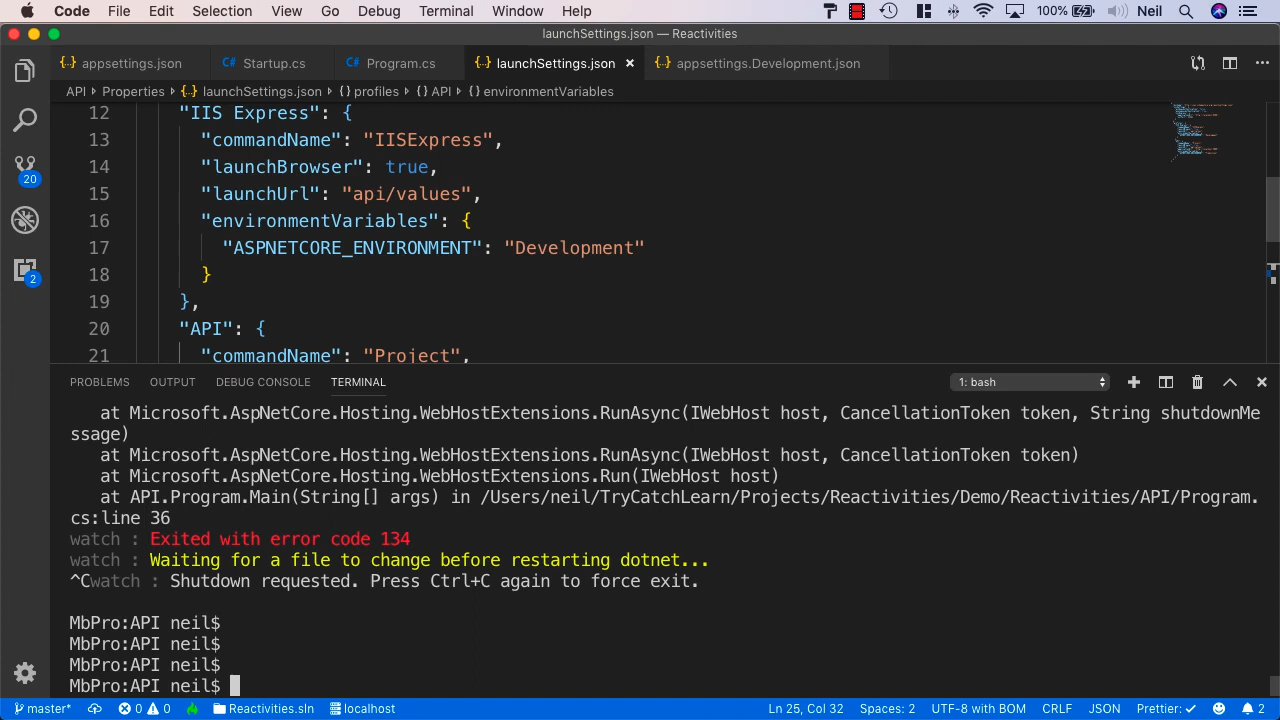 Code File Edit Selection View Go Debug Terminal Window Help 100% Neil
launchSettings.json — Reactivities
{··} appsettings.json C# Startup.cs C# Program.cs {··} launchSettings.json × {··} appsettings.Development.json ···
API › Properties › {··} launchSettings.json › { } profiles › { } API › { } environmentVariables
12 "IIS Express": {
13 "commandName": "IISExpress",
14 "launchBrowser": true,
15 "launchUrl": "api/values",
16 "environmentVariables": {
17 "ASPNETCORE_ENVIRONMENT": "Development"
18 }
19 },
20 "API": {
21 "commandName": "Project",
20
2
PROBLEMS OUTPUT DEBUG CONSOLE TERMINAL 1: bash
at Microsoft.AspNetCore.Hosting.WebHostExtensions.RunAsync(IWebHost host, CancellationToken token, String shutdownMe
ssage)
at Microsoft.AspNetCore.Hosting.WebHostExtensions.RunAsync(IWebHost host, CancellationToken token)
at Microsoft.AspNetCore.Hosting.WebHostExtensions.Run(IWebHost host)
at API.Program.Main(String[] args) in /Users/neil/TryCatchLearn/Projects/Reactivities/Demo/Reactivities/API/Program.
cs:line 36
watch : Exited with error code 134
watch : Waiting for a file to change before restarting dotnet...
^Cwatch : Shutdown requested. Press Ctrl+C again to force exit.
MbPro:API neil$
MbPro:API neil$
MbPro:API neil$
MbPro:API neil$
master* 0 0 Reactivities.sln localhost Ln 25, Col 32 Spaces: 2 UTF-8 with BOM CRLF JSON Prettier: ✓ 2